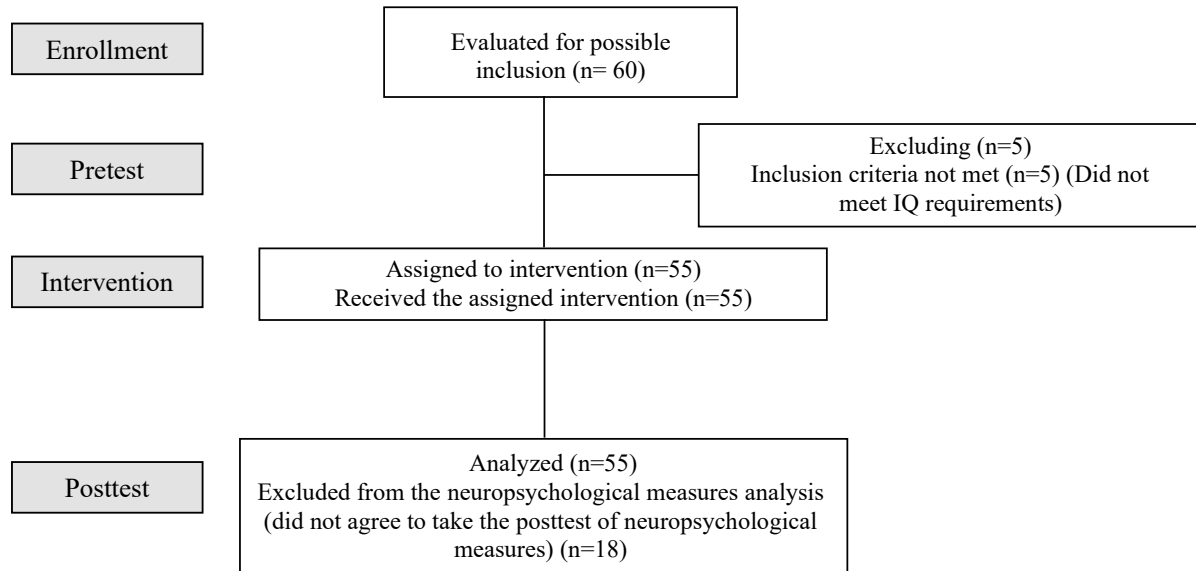 Enrollment
Evaluated for possible
inclusion (n= 60)
Pretest
Excluding (n=5)
Inclusion criteria not met (n=5) (Did not
meet IQ requirements)
Intervention
Assigned to intervention (n=55)
Received the assigned intervention (n=55)
Posttest
Analyzed (n=55)
Excluded from the neuropsychological measures analysis
(did not agree to take the posttest of neuropsychological
measures) (n=18)